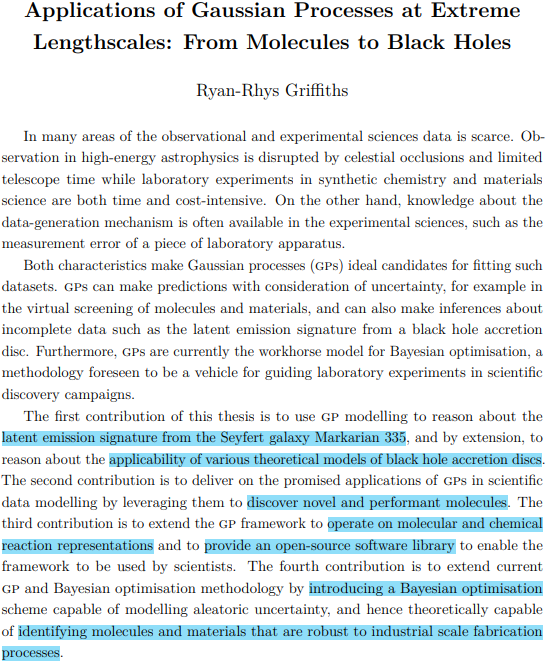 Applications of Gaussian Processes at Extreme
Lengthscales: From Molecules to Black Holes
Ryan-Rhys Griffiths
In many areas of the observational and experimental sciences data is scarce. Ob-
servation in high-energy astrophysics is disrupted by celestial occlusions and limited
telescope time while laboratory experiments in synthetic chemistry and materials
science are both time and cost-intensive. On the other hand, knowledge about the
data-generation mechanism is often available in the experimental sciences, such as the
measurement error of a piece of laboratory apparatus.
Both characteristics make Gaussian processes (GPs) ideal candidates for fitting such
datasets. GPs can make predictions with consideration of uncertainty, for example in
the virtual screening of molecules and materials, and can also make inferences about
incomplete data such as the latent emission signature from a black hole accretion
disc. Furthermore, GPs are currently the workhorse model for Bayesian optimisation, a
methodology foreseen to be a vehicle for guiding laboratory experiments in scientific
discovery campaigns.
The first contribution of this thesis is to use GP modelling to reason about the
latent emission signature from the Seyfert galaxy Markarian 335, and by extension, to
reason about the applicability of various theoretical models of black hole accretion discs.
The second contribution is to deliver on the promised applications of GPs in scientific
data modelling by leveraging them to discover novel and performant molecules. The
third contribution is to extend the GP framework to operate on molecular and chemical
reaction representations and to provide an open-source software library to enable the
framework to be used by scientists. The fourth contribution is to extend current
GP and Bayesian optimisation methodology by introducing a Bayesian optimisation
scheme capable of modelling aleatoric uncertainty, and hence theoretically capable
of identifying molecules and materials that are robust to industrial scale fabrication
processes.